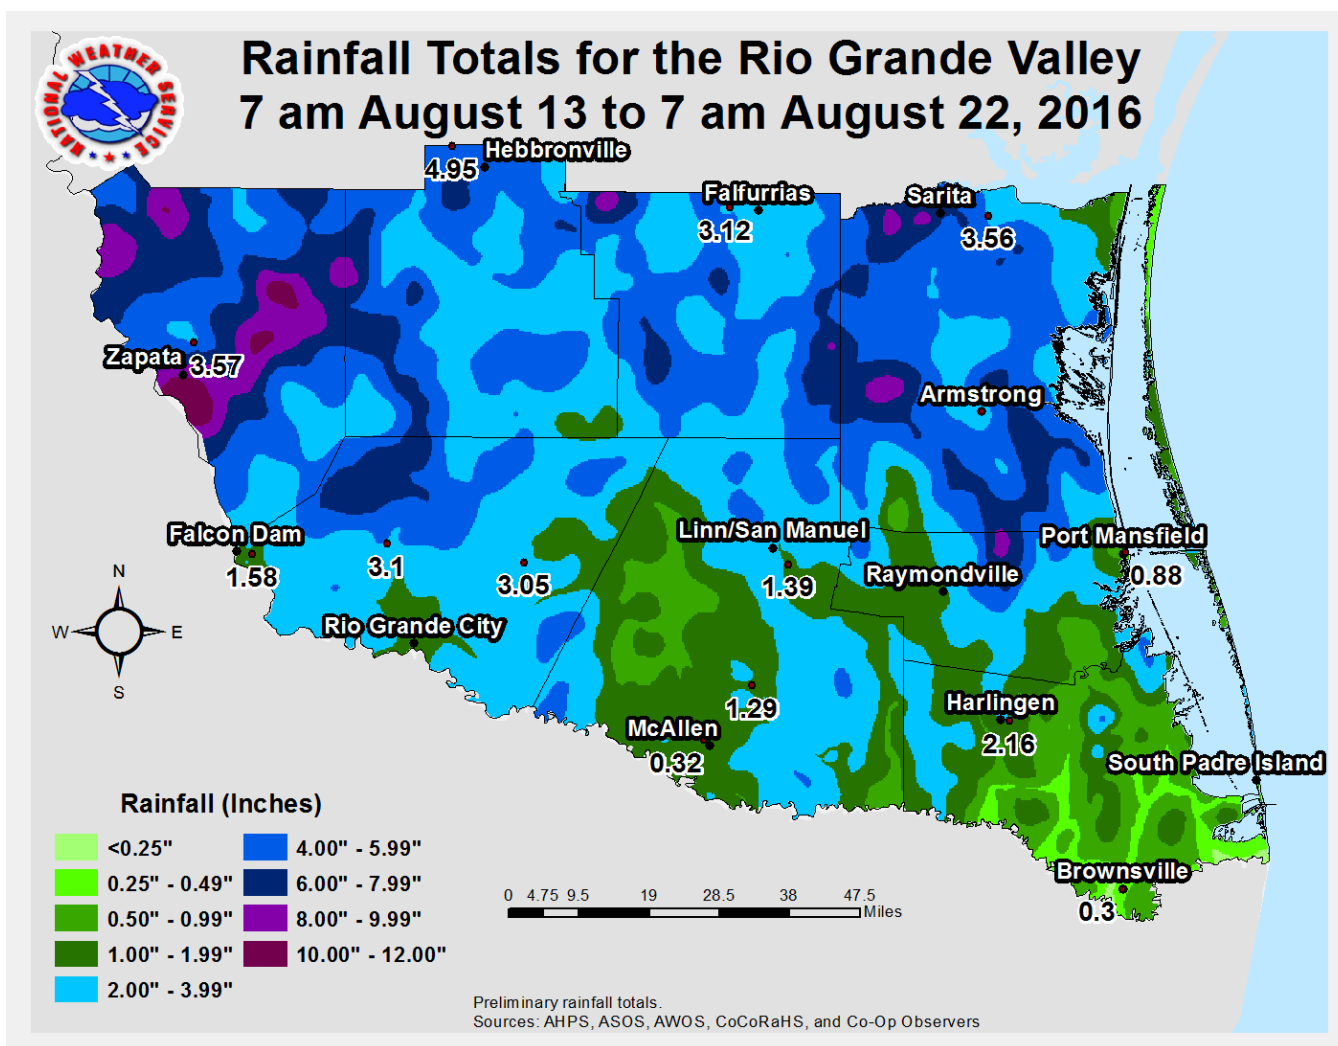 Rainfall Totals for the Rio Grande Valley
7 am August 13 to 7 am August 22, 2016
NATIONAL WEATHER SERVICE
Hebbronville
4.95
Falfurrias
3.12
Sarita
3.56
Zapata
3.57
Armstrong
Falcon Dam
1.58
3.1
3.05
Linn/San Manuel
1.39
Raymondville
Port Mansfield
0.88
Rio Grande City
1.29
McAllen
0.32
Harlingen
2.16
South Padre Island
Brownsville
0.3
N
W E
S
Rainfall (Inches)
<0.25"
0.25" - 0.49"
0.50" - 0.99"
1.00" - 1.99"
2.00" - 3.99"
4.00" - 5.99"
6.00" - 7.99"
8.00" - 9.99"
10.00" - 12.00"
0 4.75 9.5 19 28.5 38 47.5
Miles
Preliminary rainfall totals.
Sources: AHPS, ASOS, AWOS, CoCoRaHS, and Co-Op Observers